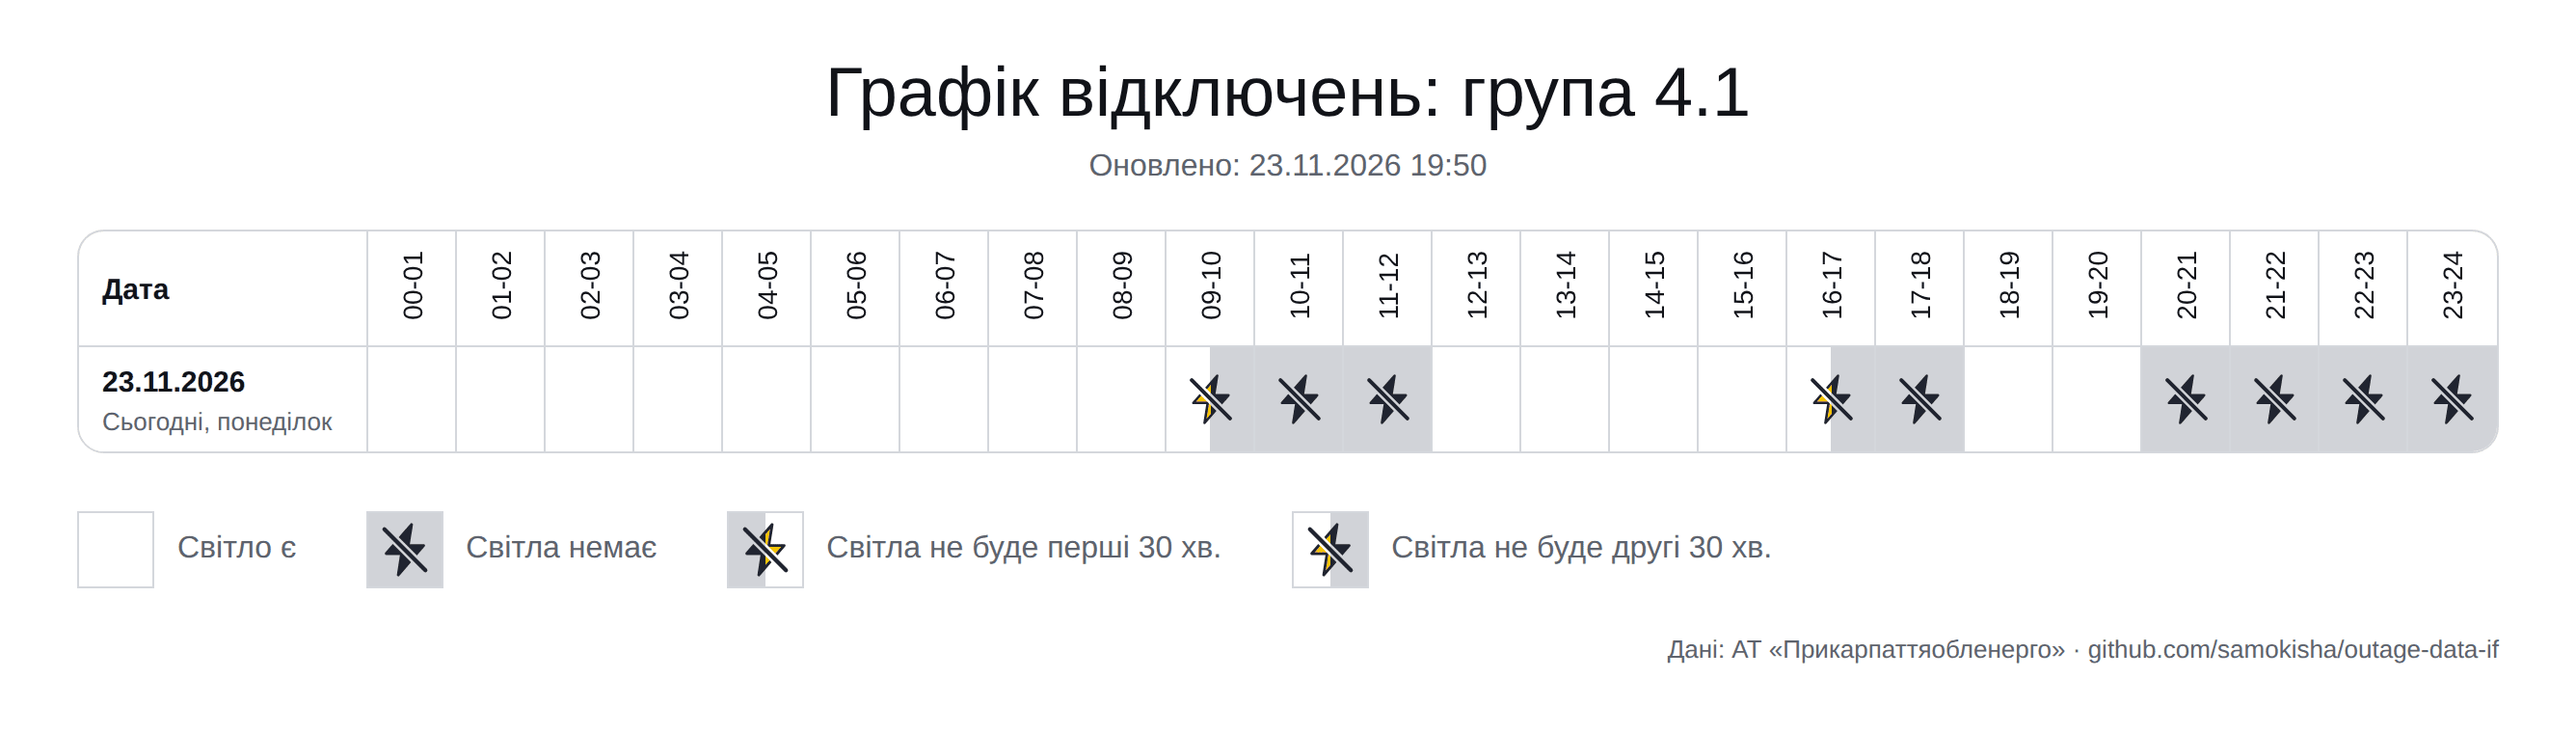 Графік відключень: група 4.1
Оновлено: 23.11.2026 19:50
Дата 00-01 01-02 02-03 03-04 04-05 05-06 06-07 07-08 08-09 09-10 10-11 11-12 12-13 13-14 14-15 15-16 16-17 17-18 18-19 19-20 20-21 21-22 22-23 23-24
23.11.2026
Сьогодні, понеділок
Світло є Світла немає Світла не буде перші 30 хв. Світла не буде другі 30 хв.
Дані: АТ «Прикарпаттяобленерго» · github.com/samokisha/outage-data-if